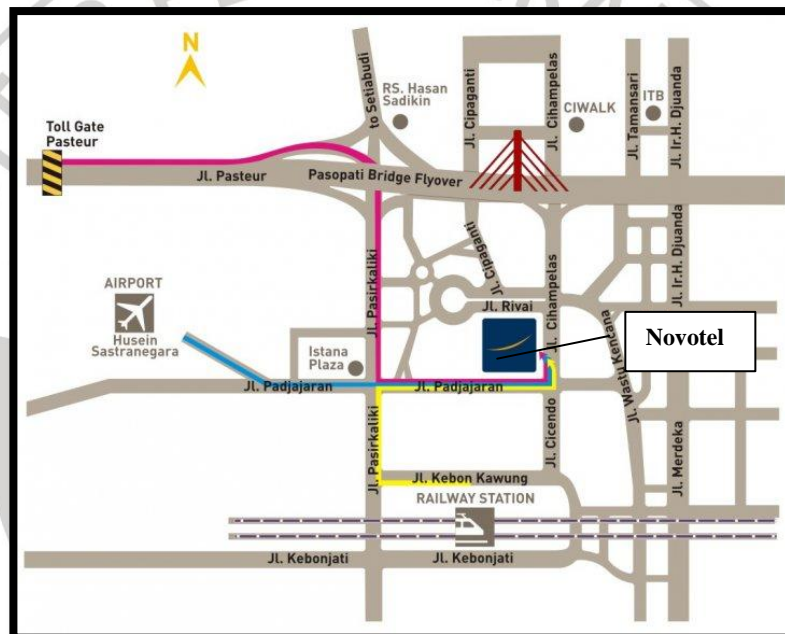 N
to Setiabudi
RS. Hasan
Sadikin
Jl. Cipaganti
Jl. Cihampelas
CIWALK
Jl. Tamansari
ITB
Jl. Ir.H. Djuanda
Toll Gate
Pasteur
Jl. Pasteur
Pasopati Bridge Flyover
Jl. Cipaganti
Jl. Cihampelas
Jl. Ir.H. Djuanda
AIRPORT
Husein
Sastranegara
Jl. Pasirkaliki
Jl. Rivai
Novotel
Istana
Plaza
Jl. Wastu Kencana
Jl. Padjajaran
Jl. Padjajaran
Jl. Pasirkaliki
Jl. Cicendo
Jl. Merdeka
Jl. Kebon Kawung
RAILWAY STATION
Jl. Kebonjati
Jl. Kebonjati